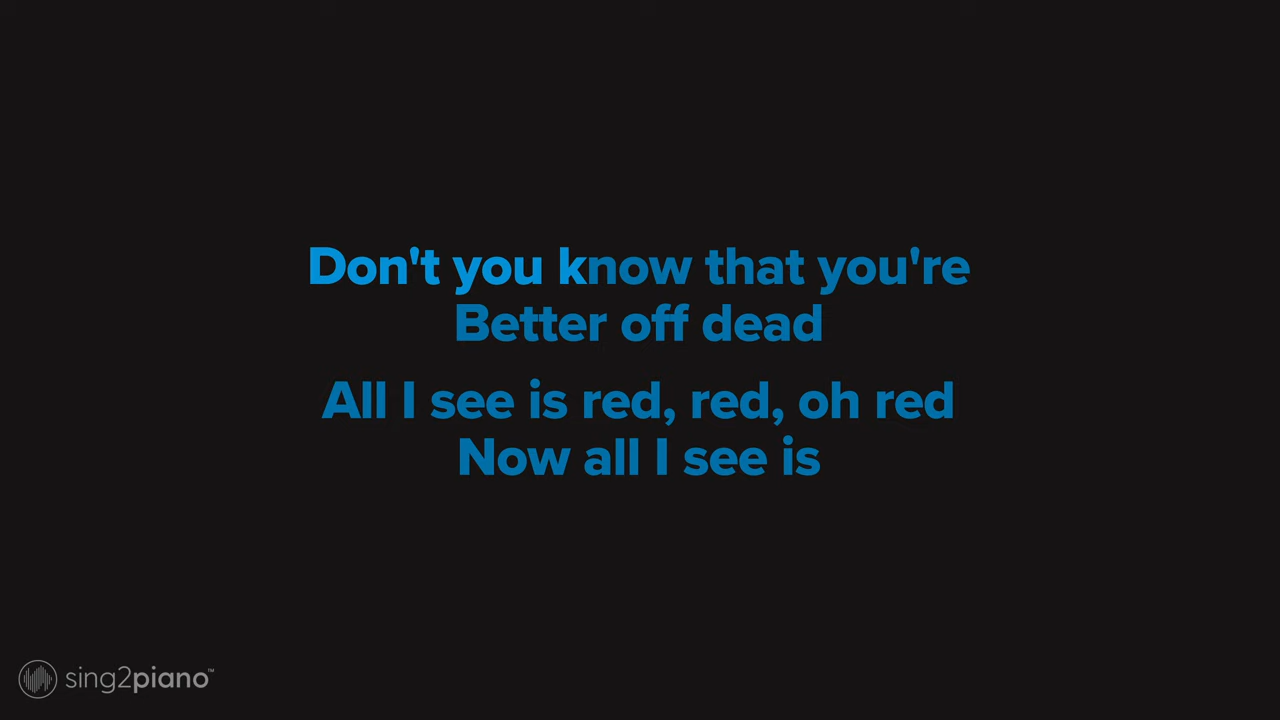 Don't you know that you're
Better off dead
All I see is red, red, oh red
Now all I see is
sing2piano™